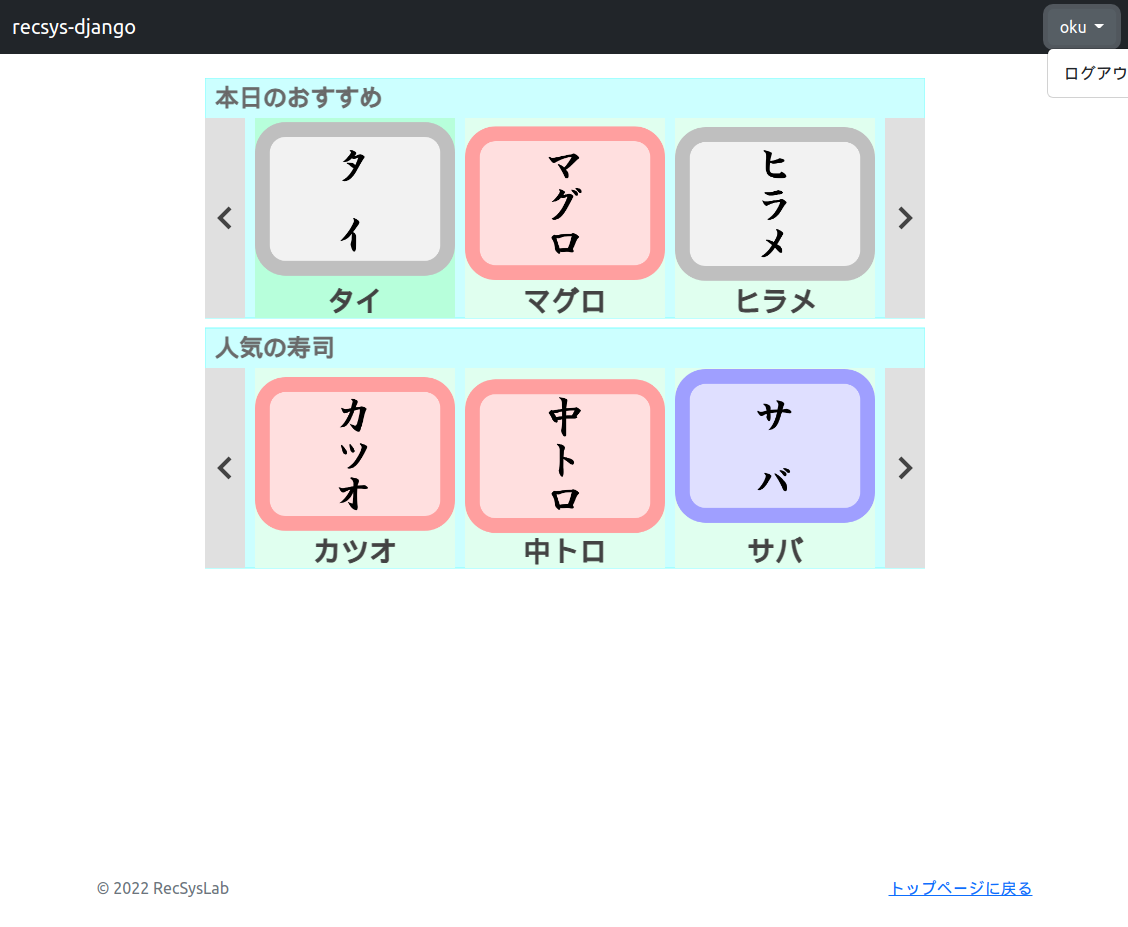 recsys-django
oku
ログアウ
本日のおすすめ
タイ
マグロ
ヒラメ
タイ
マグロ
ヒラメ
人気の寿司
カツオ
中トロ
サバ
カツオ
中トロ
サバ
© 2022 RecSysLab
トップページに戻る